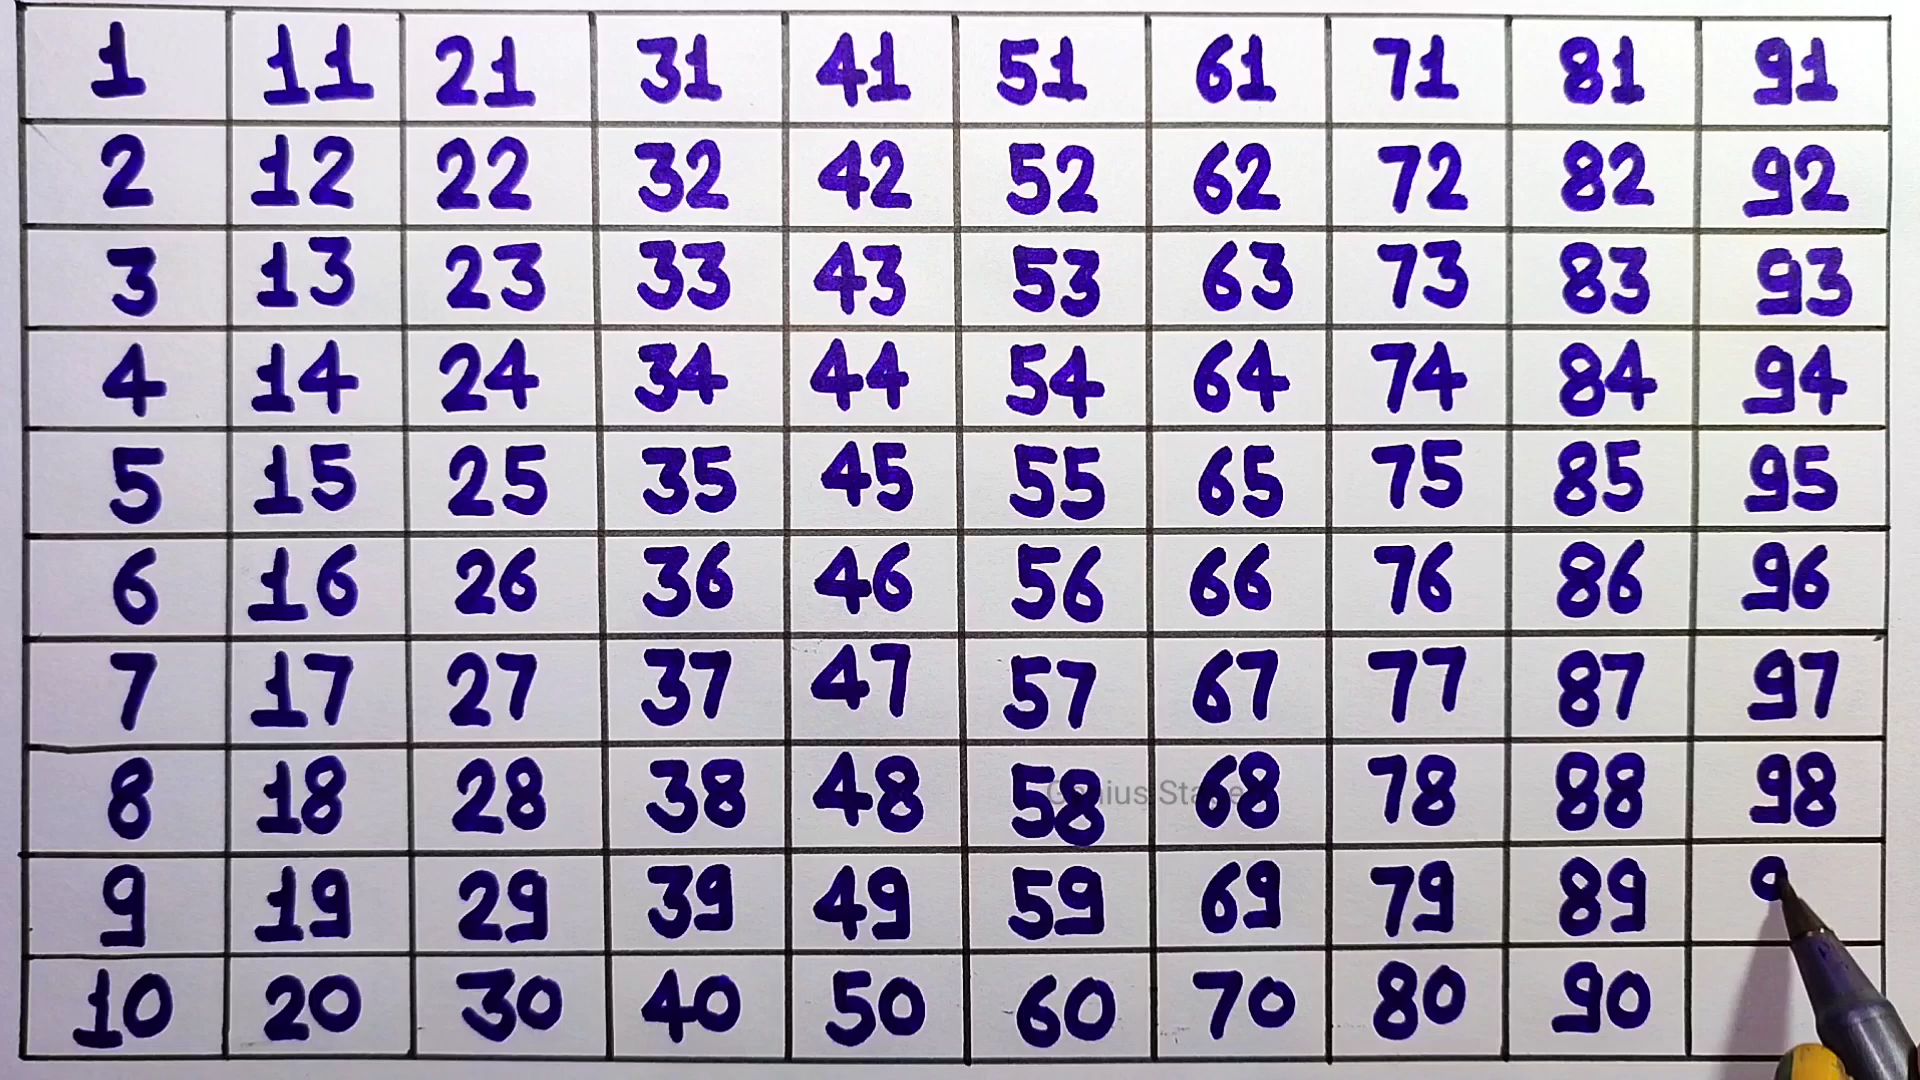 1 11 21 31 41 51 61 71 81 91
2 12 22 32 42 52 62 72 82 92
3 13 23 33 43 53 63 73 83 93
4 14 24 34 44 54 64 74 84 94
5 15 25 35 45 55 65 75 85 95
6 16 26 36 46 56 66 76 86 96
7 17 27 37 47 57 67 77 87 97
8 18 28 38 48 58 68 78 88 98
9 19 29 39 49 59 69 79 89
10 20 30 40 50 60 70 80 90